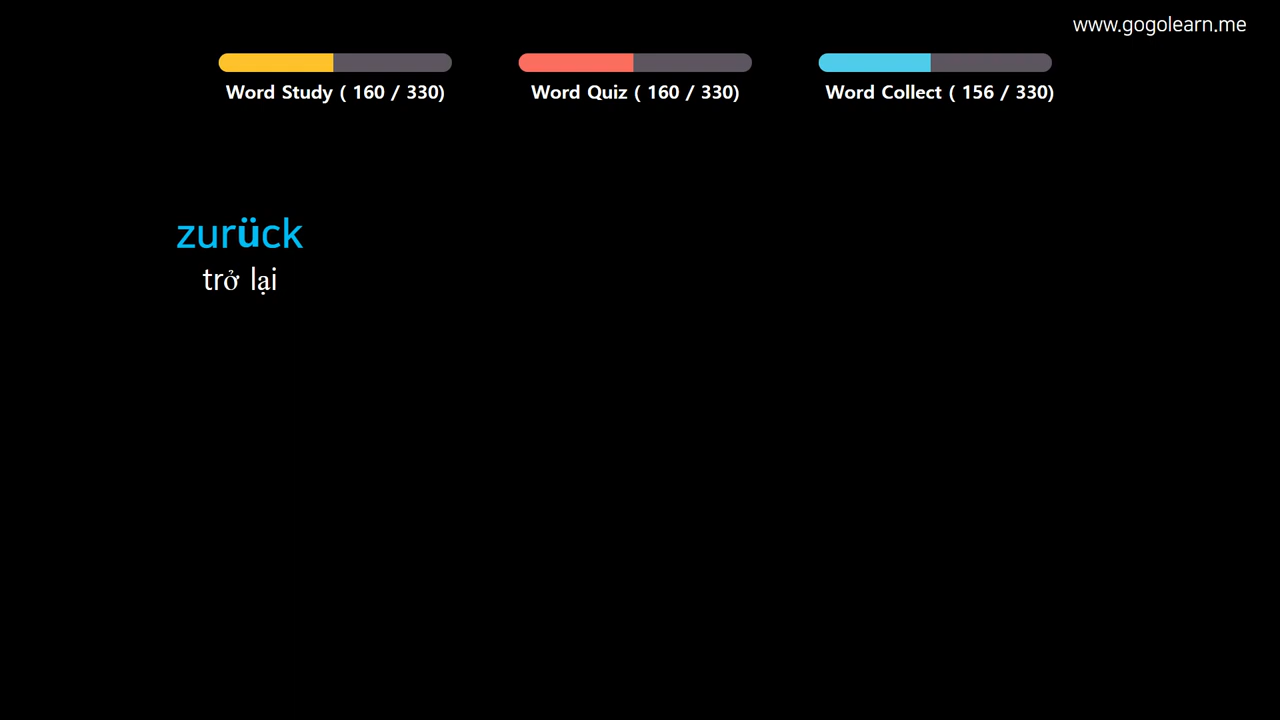 www.gogolearn.me
Word Study ( 160 / 330)
Word Quiz ( 160 / 330)
Word Collect ( 156 / 330)
zurück
trở lại